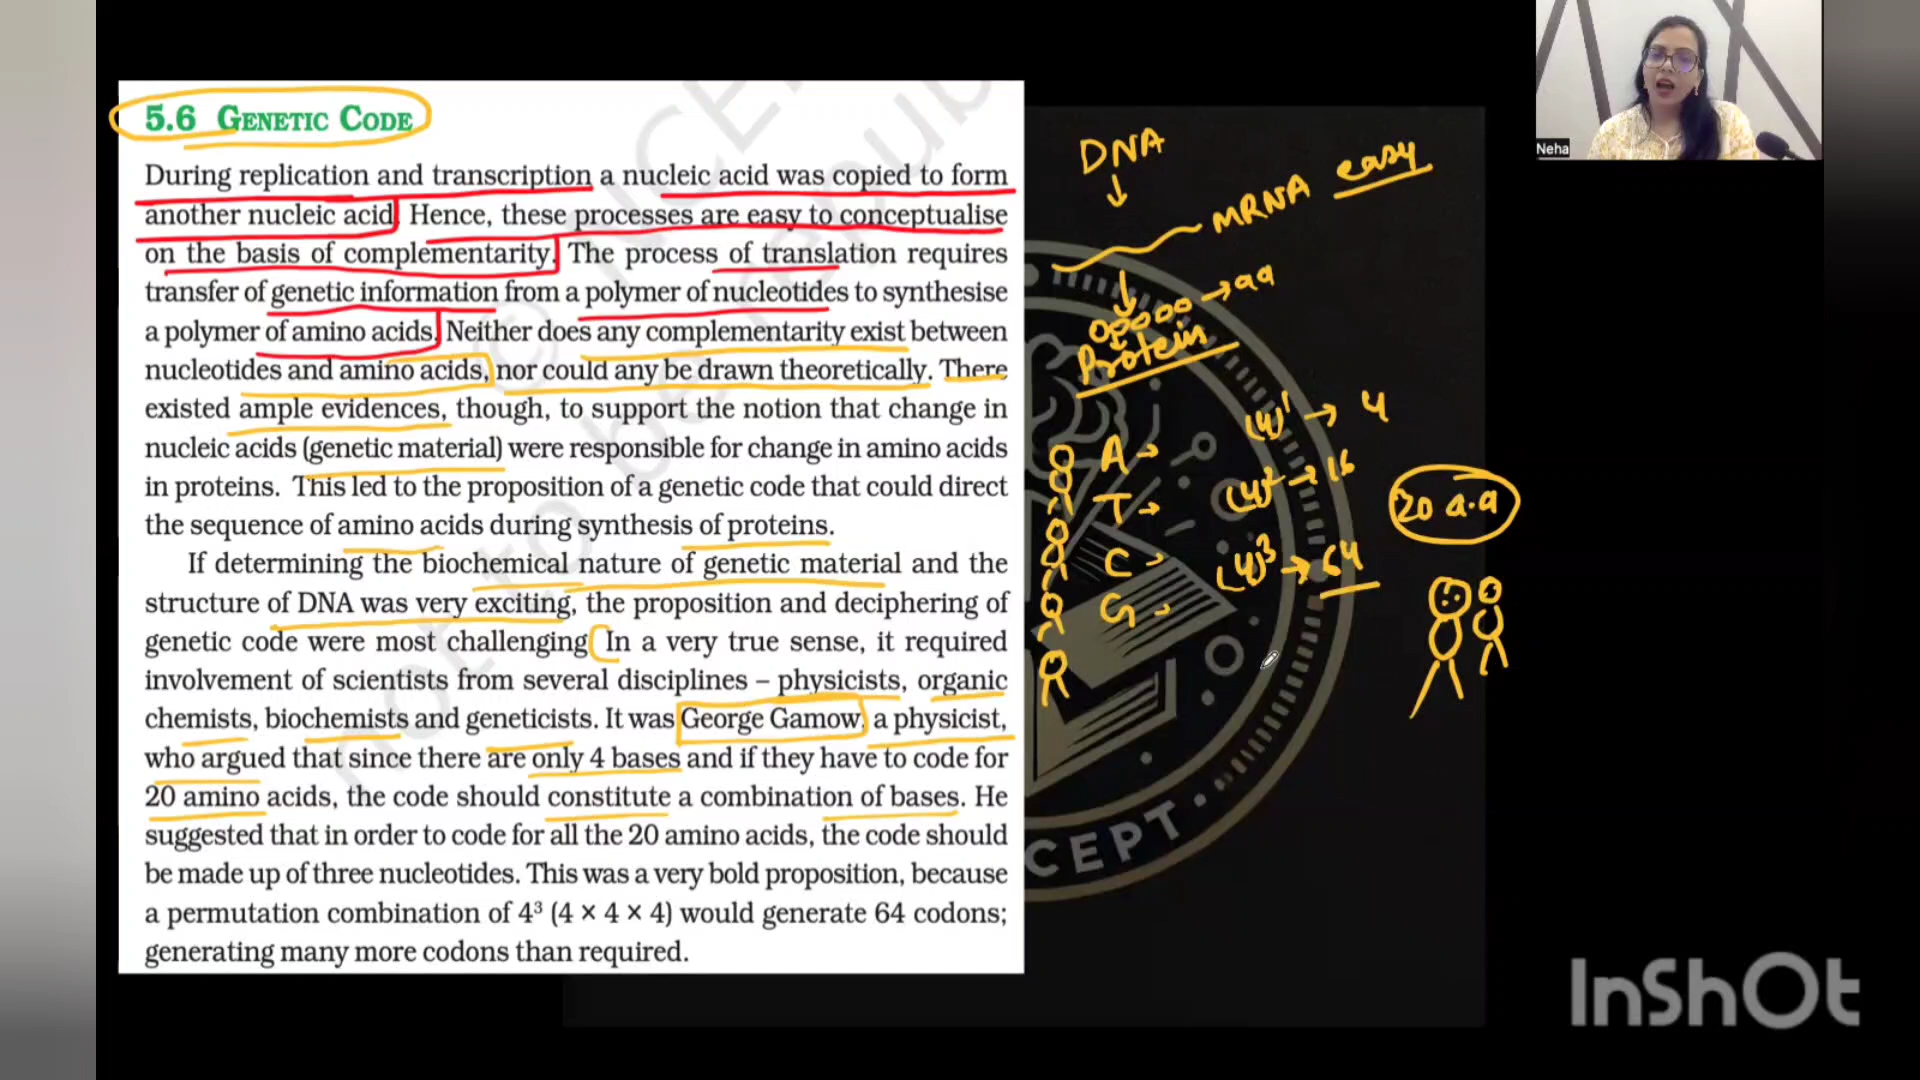 5.6 GENETIC CODE
During replication and transcription a nucleic acid was copied to form
another nucleic acid. Hence, these processes are easy to conceptualise
on the basis of complementarity. The process of translation requires
transfer of genetic information from a polymer of nucleotides to synthesise
a polymer of amino acids. Neither does any complementarity exist between
nucleotides and amino acids, nor could any be drawn theoretically. There
existed ample evidences, though, to support the notion that change in
nucleic acids (genetic material) were responsible for change in amino acids
in proteins. This led to the proposition of a genetic code that could direct
the sequence of amino acids during synthesis of proteins.
If determining the biochemical nature of genetic material and the
structure of DNA was very exciting, the proposition and deciphering of
genetic code were most challenging. In a very true sense, it required
involvement of scientists from several disciplines – physicists, organic
chemists, biochemists and geneticists. It was George Gamow, a physicist,
who argued that since there are only 4 bases and if they have to code for
20 amino acids, the code should constitute a combination of bases. He
suggested that in order to code for all the 20 amino acids, the code should
be made up of three nucleotides. This was a very bold proposition, because
a permutation combination of 4³ (4 × 4 × 4) would generate 64 codons;
generating many more codons than required.
DNA
↓
mRNA easy
→ aa
Protein
(4)¹ → 4
A →
(4)² → 16
T →
20 a.a
(4)³ → 64
C →
G →
CEPT
Neha
InShOt